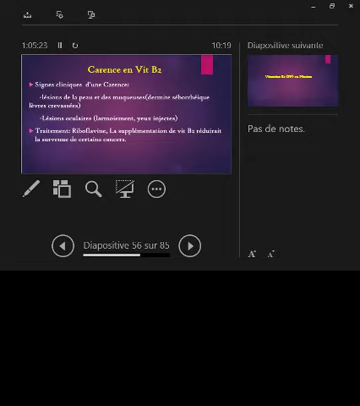 1:05:23
10:19
Diapositive suivante
Carence en Vit B2
Signes cliniques d'une Carence:
-lésions de la peau et des muqueuses(dermite séborrhéique
lèvres crevassées)
-Lésions oculaires (larmoiement, yeux injectes)
Traitement: Riboflavine, La supplémentation de vit B2 réduirait
la survenue de certains cancers.
Pas de notes.
Diapositive 56 sur 85
A A